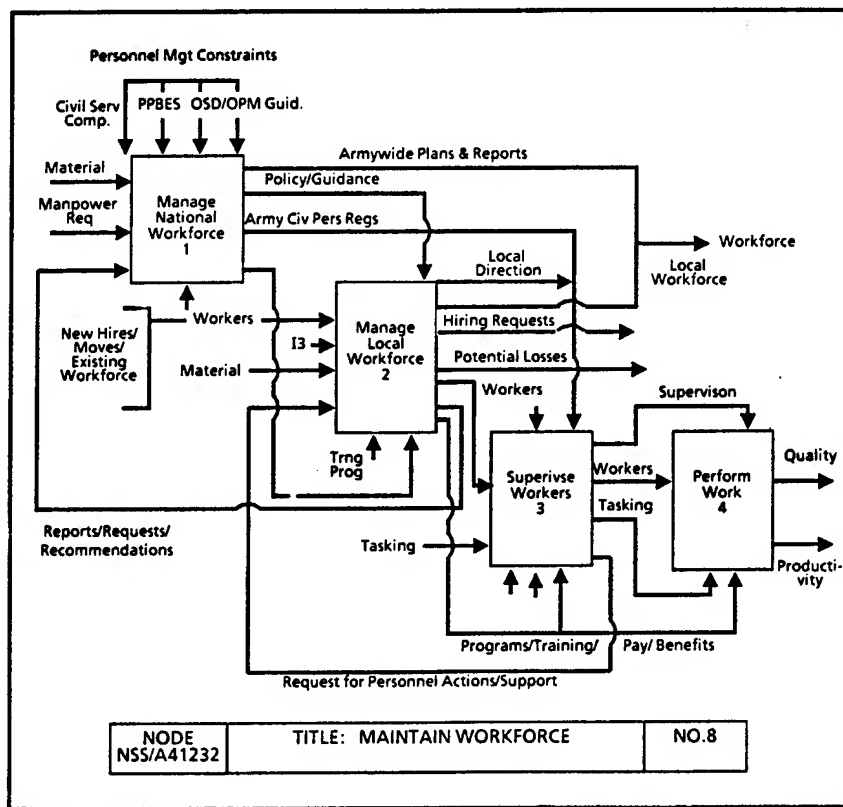 Personnel Mgt Constraints
Civil Serv Comp.
PPBES
OSD/OPM Guid.
Material
Manpower
Req
Manage
National
Workforce
1
Armywide Plans & Reports
Policy/Guidance
Army Civ Pers Regs
Workforce
Local
Workforce
Local
Direction
New Hires/
Moves/
Existing
Workforce
Workers
I3
Material
Manage
Local
Workforce
2
Hiring Requests
Potential Losses
Workers
Supervison
Trng
Prog
Superivse
Workers
3
Workers
Tasking
Perform
Work
4
Quality
Producti-
vity
Reports/Requests/
Recommendations
Tasking
Programs/Training/ Pay/ Benefits
Request for Personnel Actions/Support
NODE
NSS/A41232
TITLE: MAINTAIN WORKFORCE
NO.8